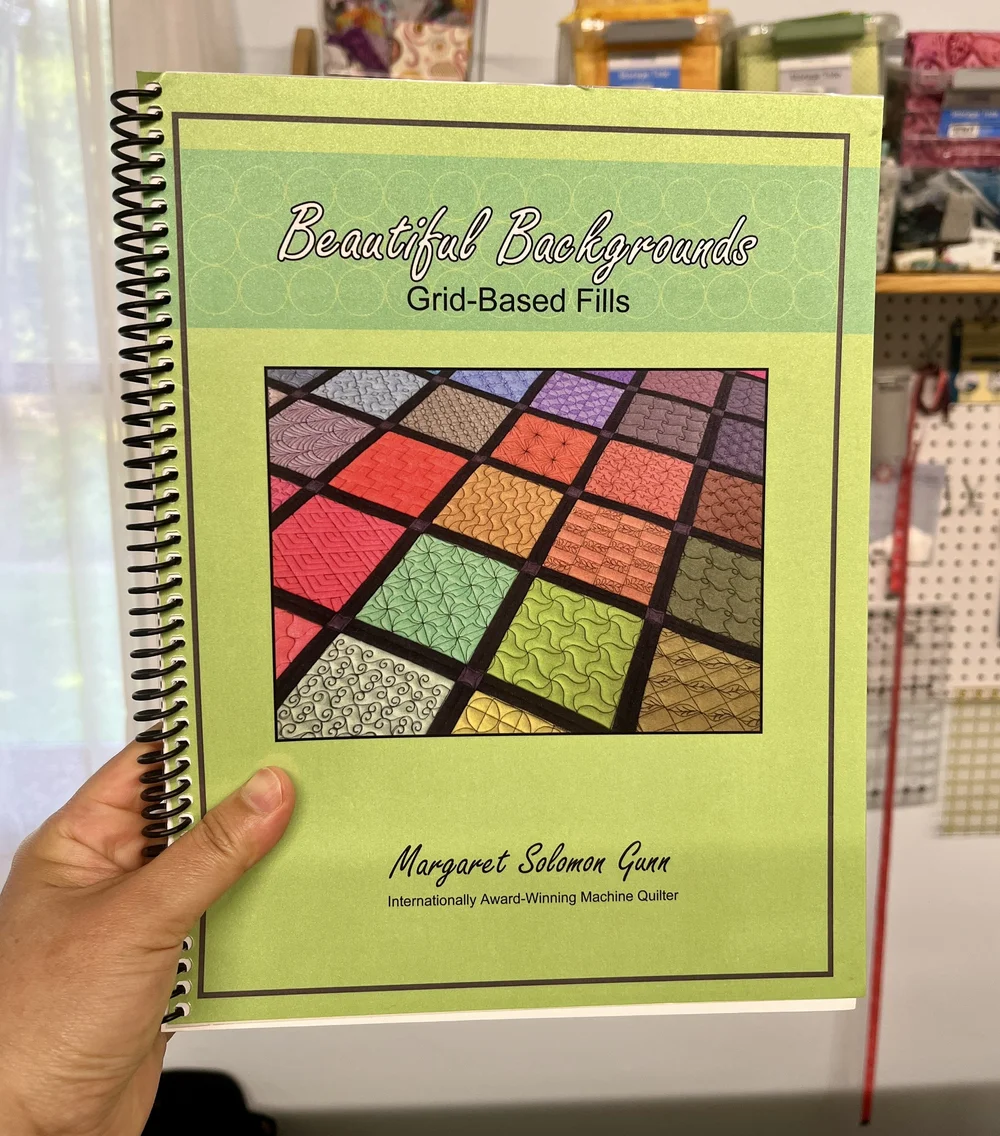 Beautiful Backgrounds
Grid-Based Fills
Margaret Solomon Gunn
Internationally Award-Winning Machine Quilter